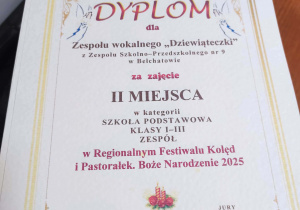 DYPLOM
dla
Zespołu wokalnego „Dziewiąteczki”
z Zespołu Szkolno-Przedszkolnego nr 9
w Bełchatowie
za zajęcie
II MIEJSCA
w kategorii
SZKOŁA PODSTAWOWA
KLASY I-III
ZESPÓŁ
w Regionalnym Festiwalu Kolęd
i Pastorałek. Boże Narodzenie 2025
JURY